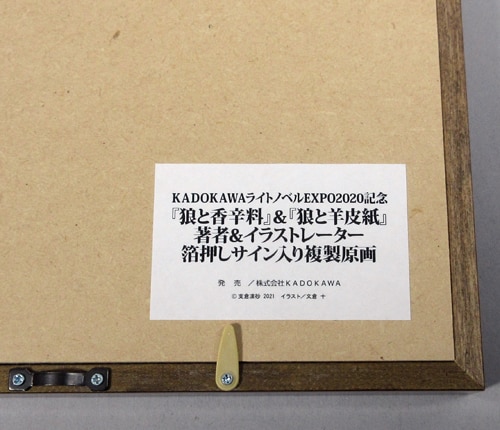 KADOKAWAライトノベルEXPO2020記念
『狼と香辛料』&『狼と羊皮紙』
著者&イラストレーター
箔押しサイン入り複製原画
発 売 /株式会社KADOKAWA
© 支倉凍砂 2021 イラスト/文倉 十